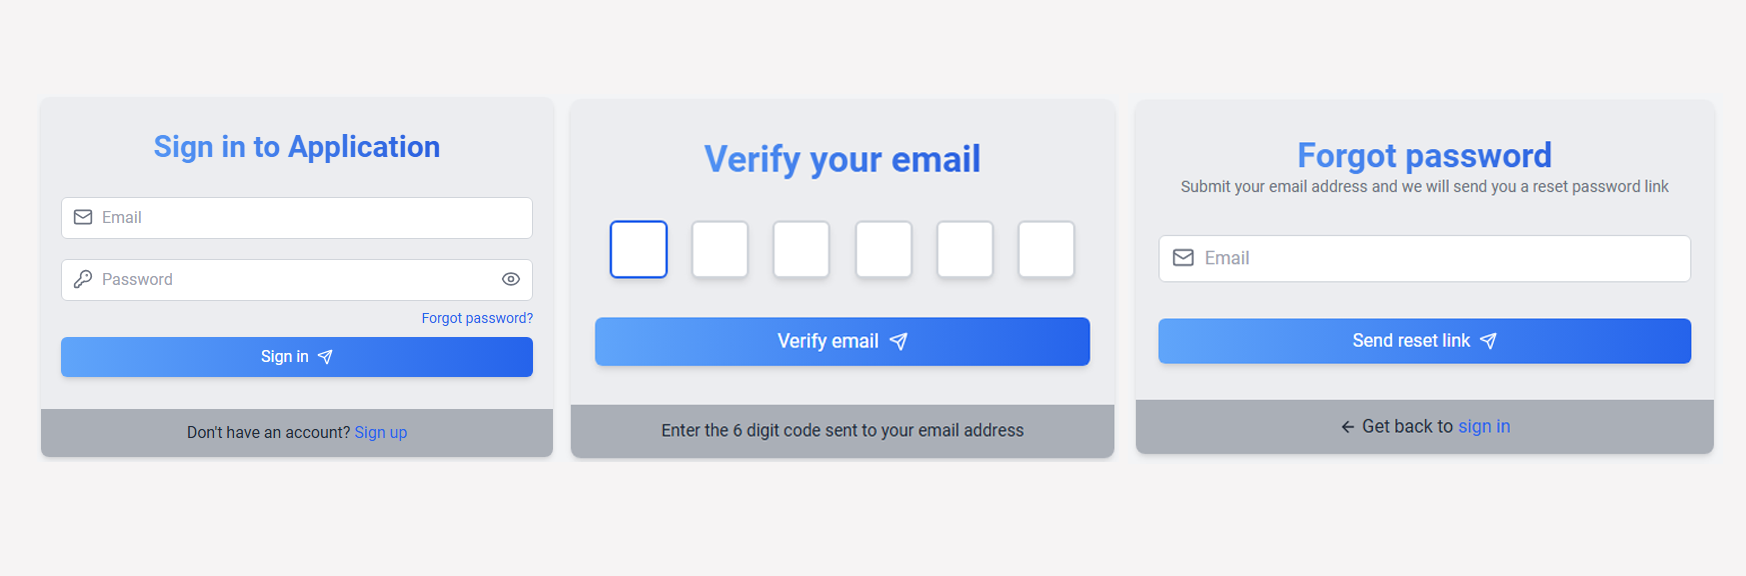 Sign in to Application
Email
Password
Forgot password?
Sign in
Don't have an account? Sign up
Verify your email
Verify email
Enter the 6 digit code sent to your email address
Forgot password
Submit your email address and we will send you a reset password link
Email
Send reset link
Get back to sign in